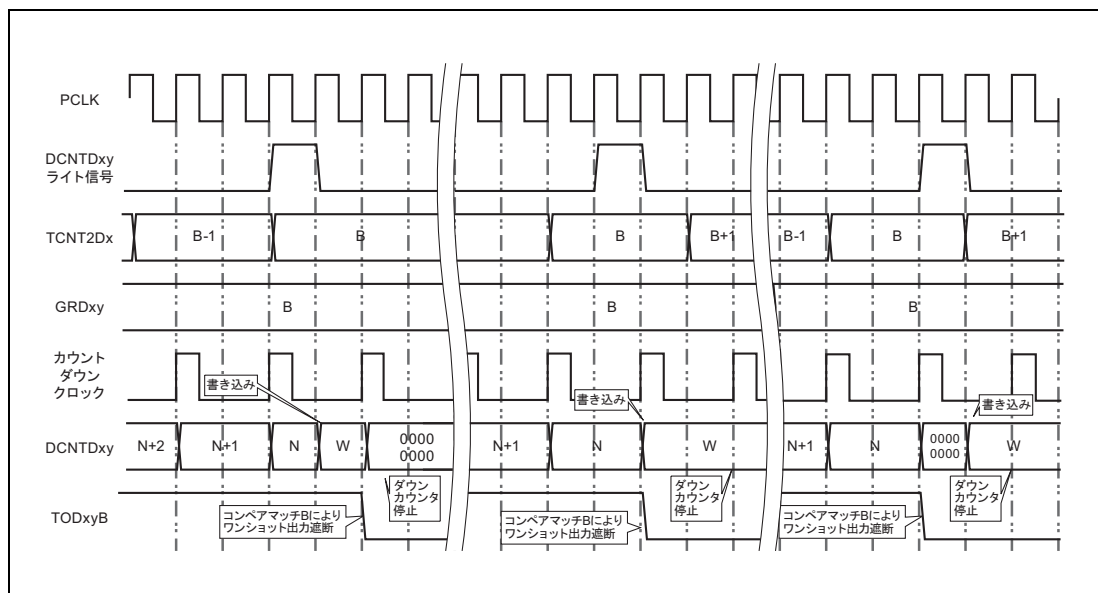 PCLK
DCNTDxy
ライト信号
TCNT2Dx
B-1
B
B
B+1
B-1
B
B+1
GRDxy
B
B
B
カウント
ダウン
クロック
書き込み
書き込み
書き込み
DCNTDxy
N+2
N+1
N
W
0000
0000
N+1
N
W
N+1
N
0000
0000
W
ダウン
カウンタ
停止
ダウン
カウンタ
停止
ダウン
カウンタ
停止
TODxyB
コンペアマッチBにより
ワンショット出力遮断
コンペアマッチBにより
ワンショット出力遮断
コンペアマッチBにより
ワンショット出力遮断